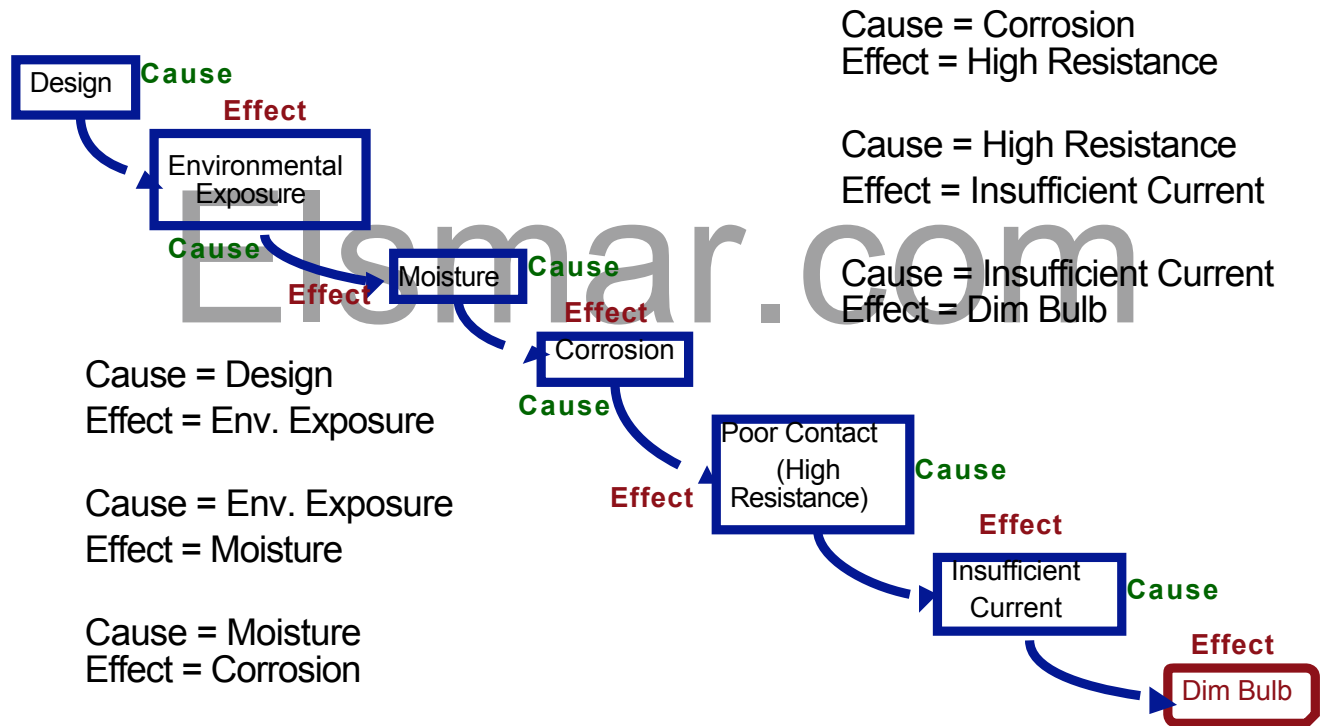 Cause = Corrosion
Effect = High Resistance
Cause = High Resistance
Effect = Insufficient Current
Cause = Insufficient Current
Effect = Dim Bulb
Design
Cause
Effect
Environmental
Exposure
Cause
Effect
Moisture
Cause
Effect
Corrosion
Cause
Effect
Poor Contact
(High
Resistance)
Cause
Effect
Insufficient
Current
Cause
Effect
Dim Bulb
Elsmar.com
Cause = Design
Effect = Env. Exposure
Cause = Env. Exposure
Effect = Moisture
Cause = Moisture
Effect = Corrosion